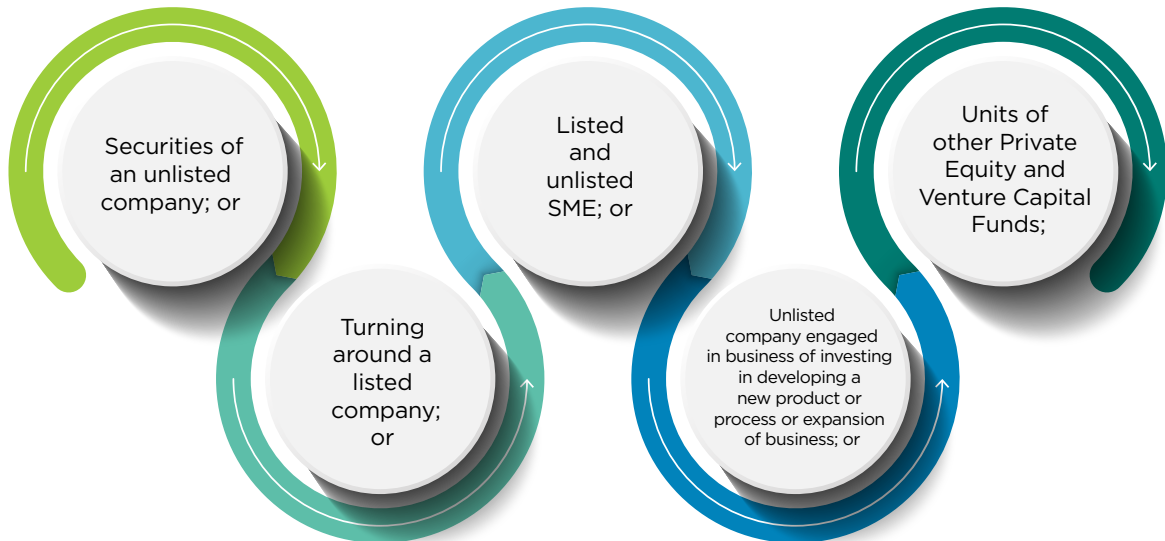 Securities of
an unlisted
company; or
Turning
around a
listed
company;
or
Listed
and
unlisted
SME; or
Unlisted
company engaged
in business of investing
in developing a
new product or
process or expansion
of business; or
Units of
other Private
Equity and
Venture Capital
Funds;